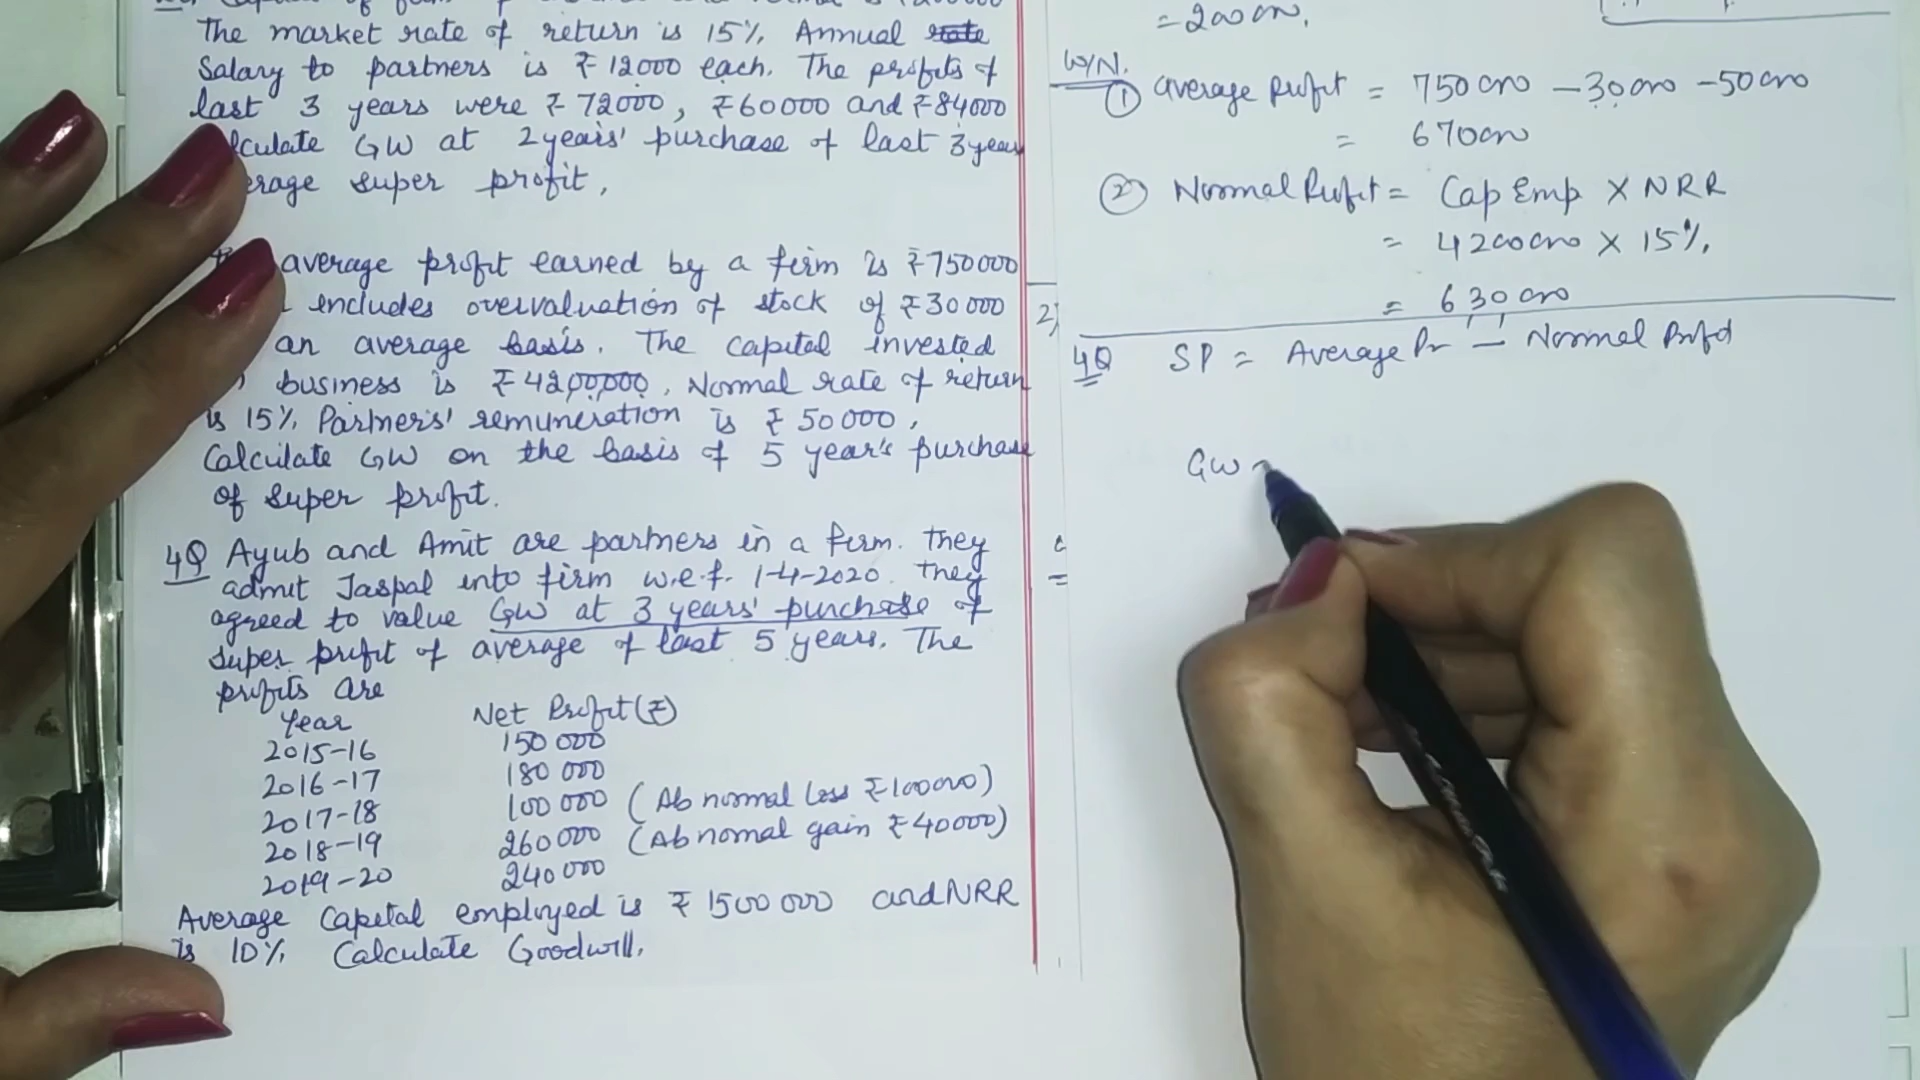 The market rate of return is 15%. Annual
Salary to partners is ₹12000 each. The profits of
last 3 years were ₹72000, ₹60000 and ₹84000
GW at 2 years' purchase of last 3 year
super profit,
average profit earned by a firm is ₹750000
includes overvaluation of stock of ₹30000
an average basis. The capital invested
business is ₹4200000, Normal rate of return
is 15%. Partners' remuneration is ₹50000,
Calculate GW on the basis of 5 year's purchase
of super profit.
4Q Ayub and Amit are partners in a firm. They
admit Jaspal into firm w.e.f. 1-4-2020. They
agreed to value GW at 3 years' purchase of
super profit of average of last 5 years. The
profits are
Year Net Profit (₹)
2015-16 150000
2016-17 180000
2017-18 100000 (Abnormal Loss ₹100000)
2018-19 260000 (Abnormal gain ₹40000)
2019-20 240000
Average Capital employed is ₹1500000 and NRR
is 10%. Calculate Goodwill.
= 200000.
W/N.
① average profit = 750000 - 30000 - 50000
= 670000
② Normal Profit = Cap Emp X NRR
= 4200000 X 15%.
= 630000
2)
4Q SP = Average Pr - Normal Profit
GW =